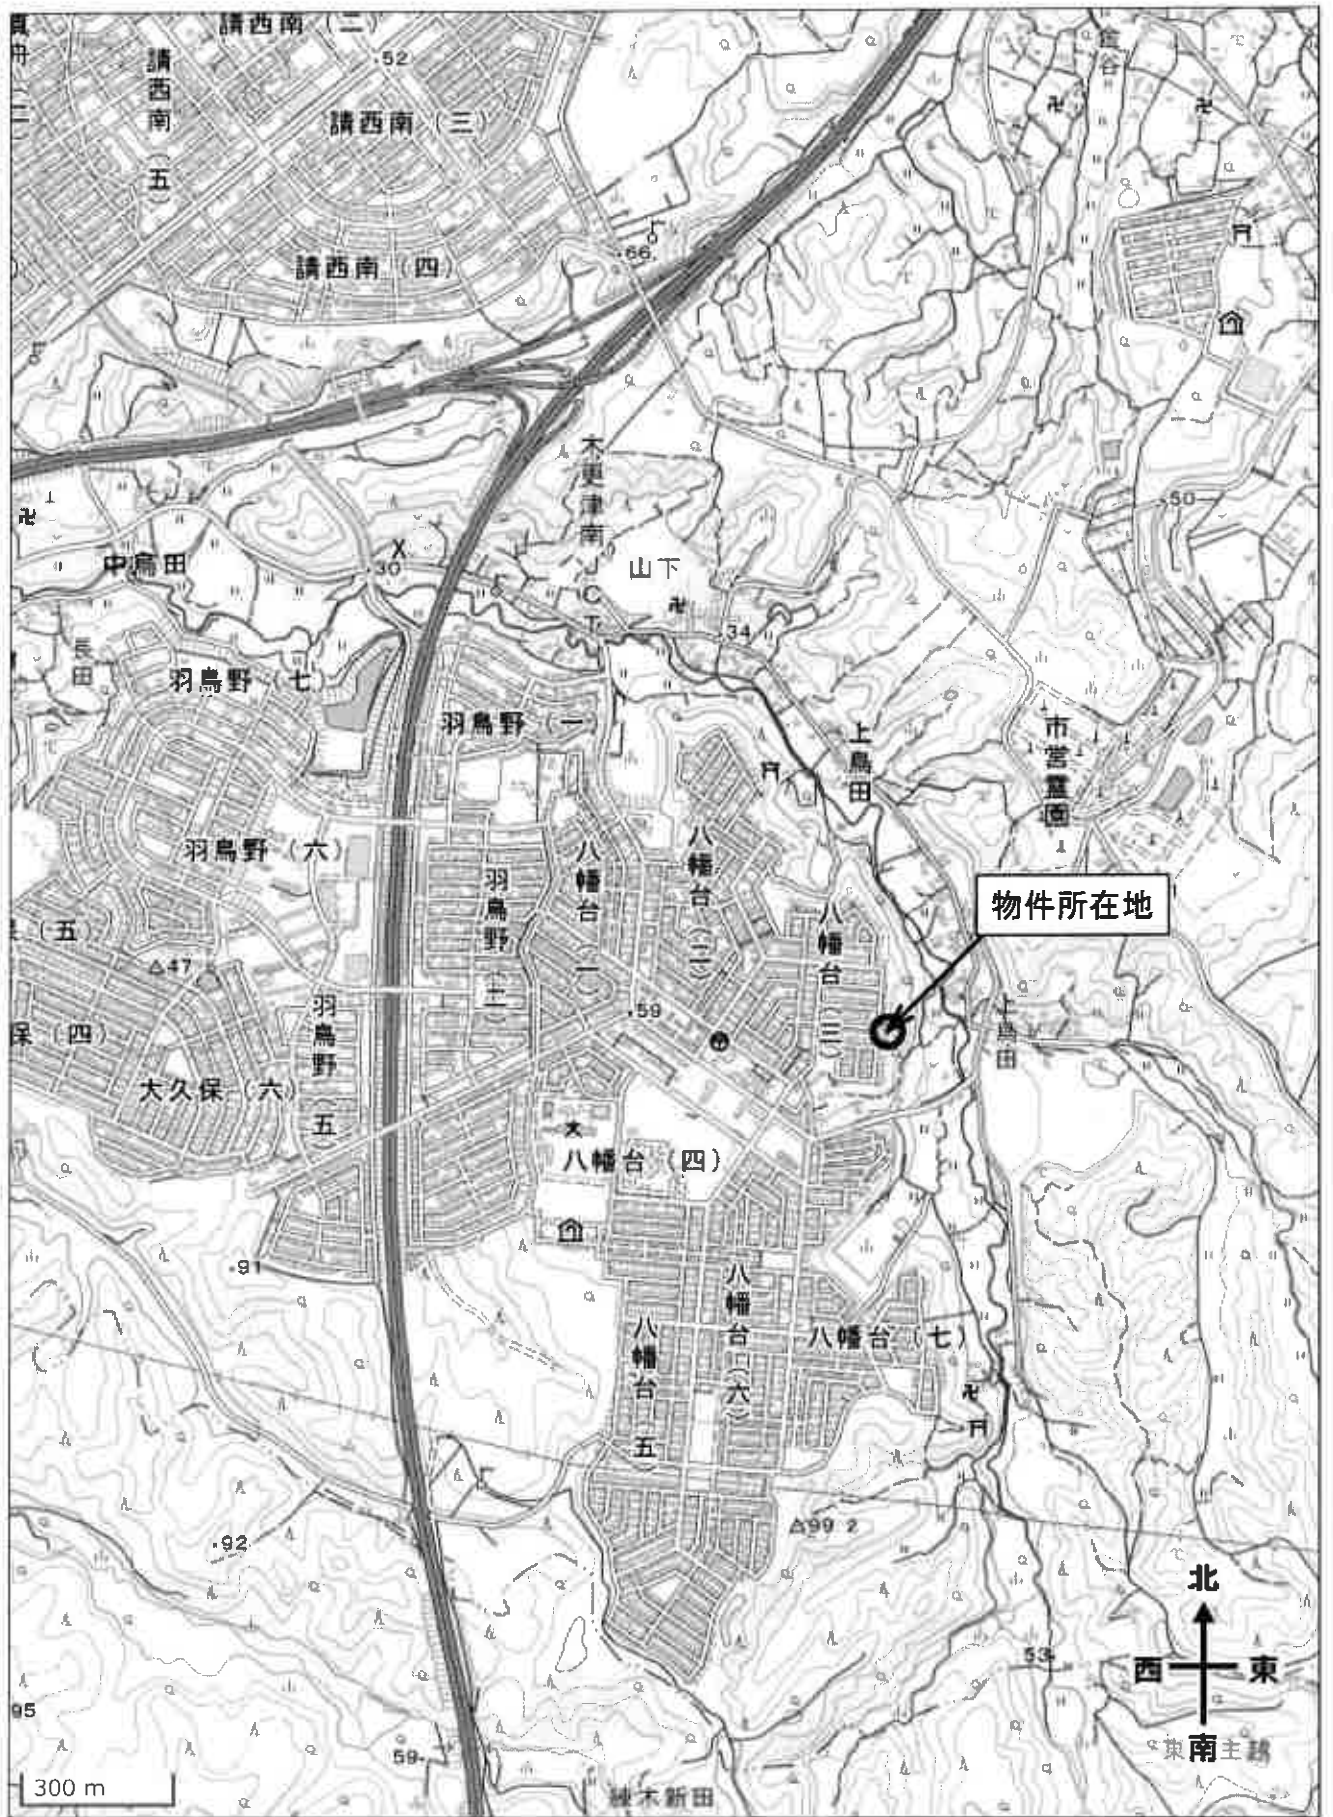 請西南（二）
52
請西南（五）
請西南（三）
請西南（四）
66
木更津南JCT
50
中烏田
30
山下
34
長田
羽鳥野（七）
羽鳥野（一）
上烏田
市営霊園
羽鳥野（六）
羽鳥野（二）
八幡台（一）
八幡台（二）
八幡台（三）
物件所在地
（五）
47
保（四）
59
羽鳥野（五）
上烏田
大久保（六）
文
八幡台（四）
91
八幡台（五）
八幡台（六）
八幡台（七）
99.2
92
53
北
西
東
南
95
59
300 m